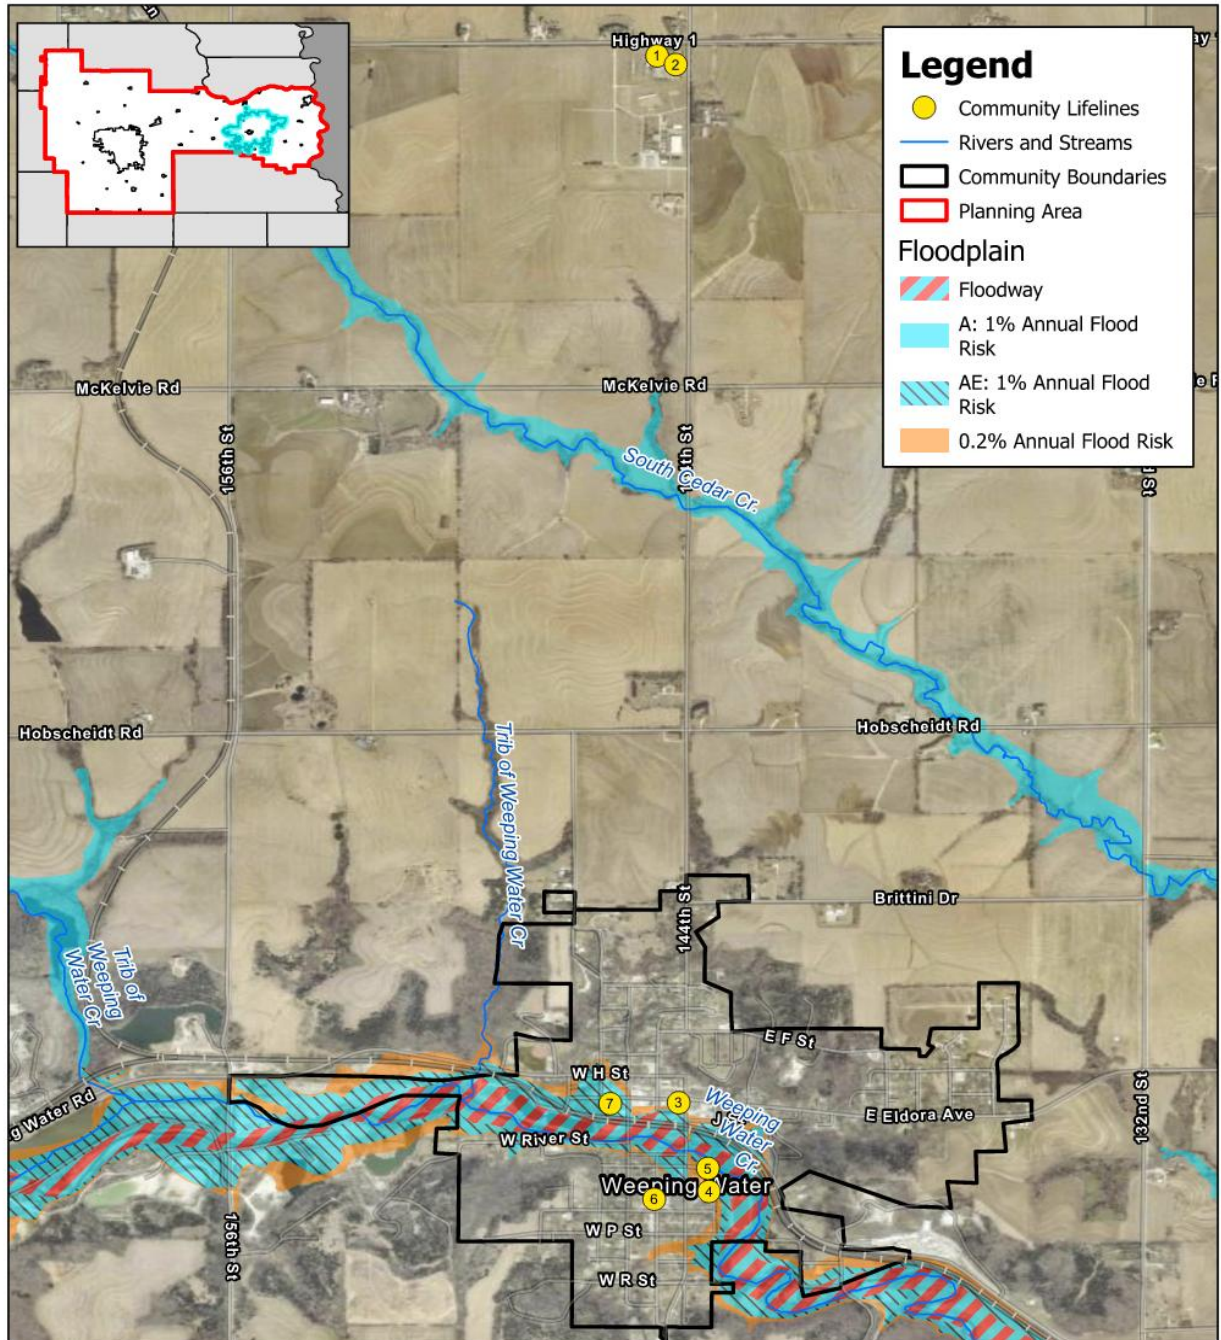 Highway 1
1
2
Legend
Community Lifelines
Rivers and Streams
Community Boundaries
Planning Area
Floodplain
Floodway
A: 1% Annual Flood
Risk
AE: 1% Annual Flood
Risk
0.2% Annual Flood Risk
McKelvie Rd
McKelvie Rd
156th St
South Cedar Cr.
Hobscheidt Rd
Hobscheidt Rd
Trib of Weeping Water Cr
144th St
Brittini Dr
Trib of
Weeping
Water Cr
E F St
W H St
7
3
Weeping
Water
Cr.
E Eldora Ave
132nd St
Water Rd
W River St
5
Weeping Water
4
6
W P St
156th St
W R St